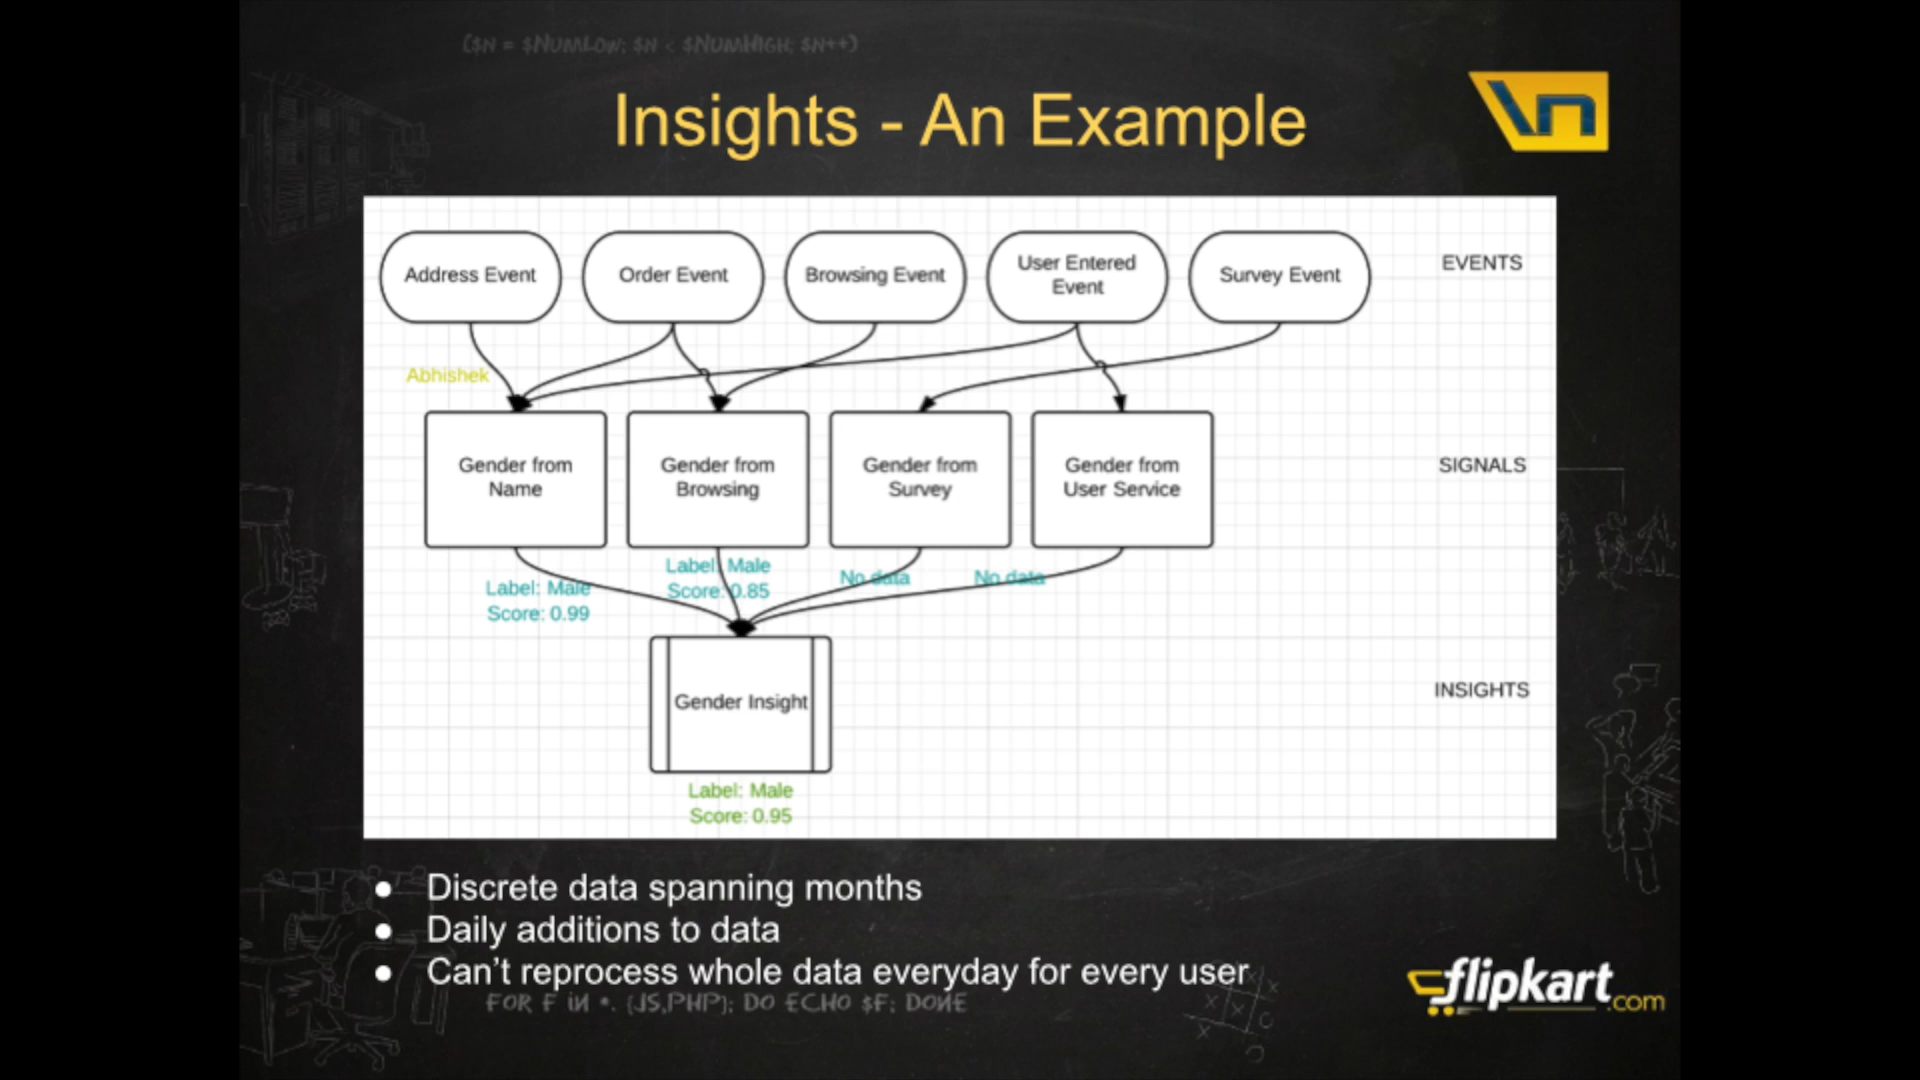 ($N = $NUMLOW; $N < $NUMHIGH; $N++)
Insights - An Example
Address Event
Order Event
Browsing Event
User Entered
Event
Survey Event
EVENTS
Abhishek
Gender from
Name
Gender from
Browsing
Gender from
Survey
Gender from
User Service
SIGNALS
Label: Male
Score: 0.99
Label: Male
Score: 0.85
No data
No data
Gender Insight
INSIGHTS
Label: Male
Score: 0.95
● Discrete data spanning months
● Daily additions to data
● Can’t reprocess whole data everyday for every user
FOR F IN *. {JS,PHP}; DO ECHO $F; DONE
flipkart.com